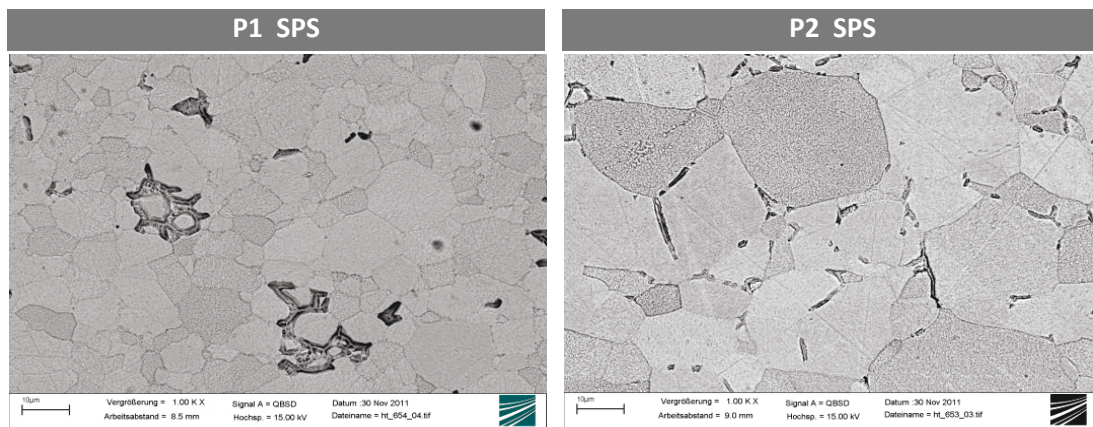 P1 SPS
P2 SPS
10µm
Vergrößerung = 1.00 K X
Signal A = QBSD
Datum :30 Nov 2011
Arbeitsabstand = 8.5 mm
Hochsp. = 15.00 kV
Dateiname = ht_654_04.tif
10µm
Vergrößerung = 1.00 K X
Signal A = QBSD
Datum :30 Nov 2011
Arbeitsabstand = 9.0 mm
Hochsp. = 15.00 kV
Dateiname = ht_653_03.tif